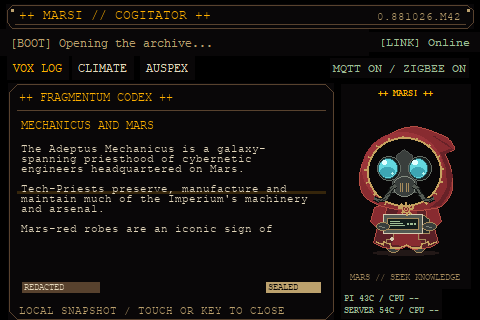 ++ MARSI // COGITATOR ++
0.881026.M42
[BOOT] Opening the archive...
[LINK] Online
VOX LOG
CLIMATE
AUSPEX
MQTT ON / ZIGBEE ON
++ FRAGMENTUM CODEX ++
MECHANICUS AND MARS
The Adeptus Mechanicus is a galaxy-
spanning priesthood of cybernetic
engineers headquartered on Mars.
Tech-Priests preserve, manufacture and
maintain much of the Imperium's machinery
and arsenal.
Mars-red robes are an iconic sign of
REDACTED
SEALED
LOCAL SNAPSHOT / TOUCH OR KEY TO CLOSE
++ MARSI ++
MARS // SEEK KNOWLEDGE
PI 43C / CPU --
SERVER 54C / CPU --